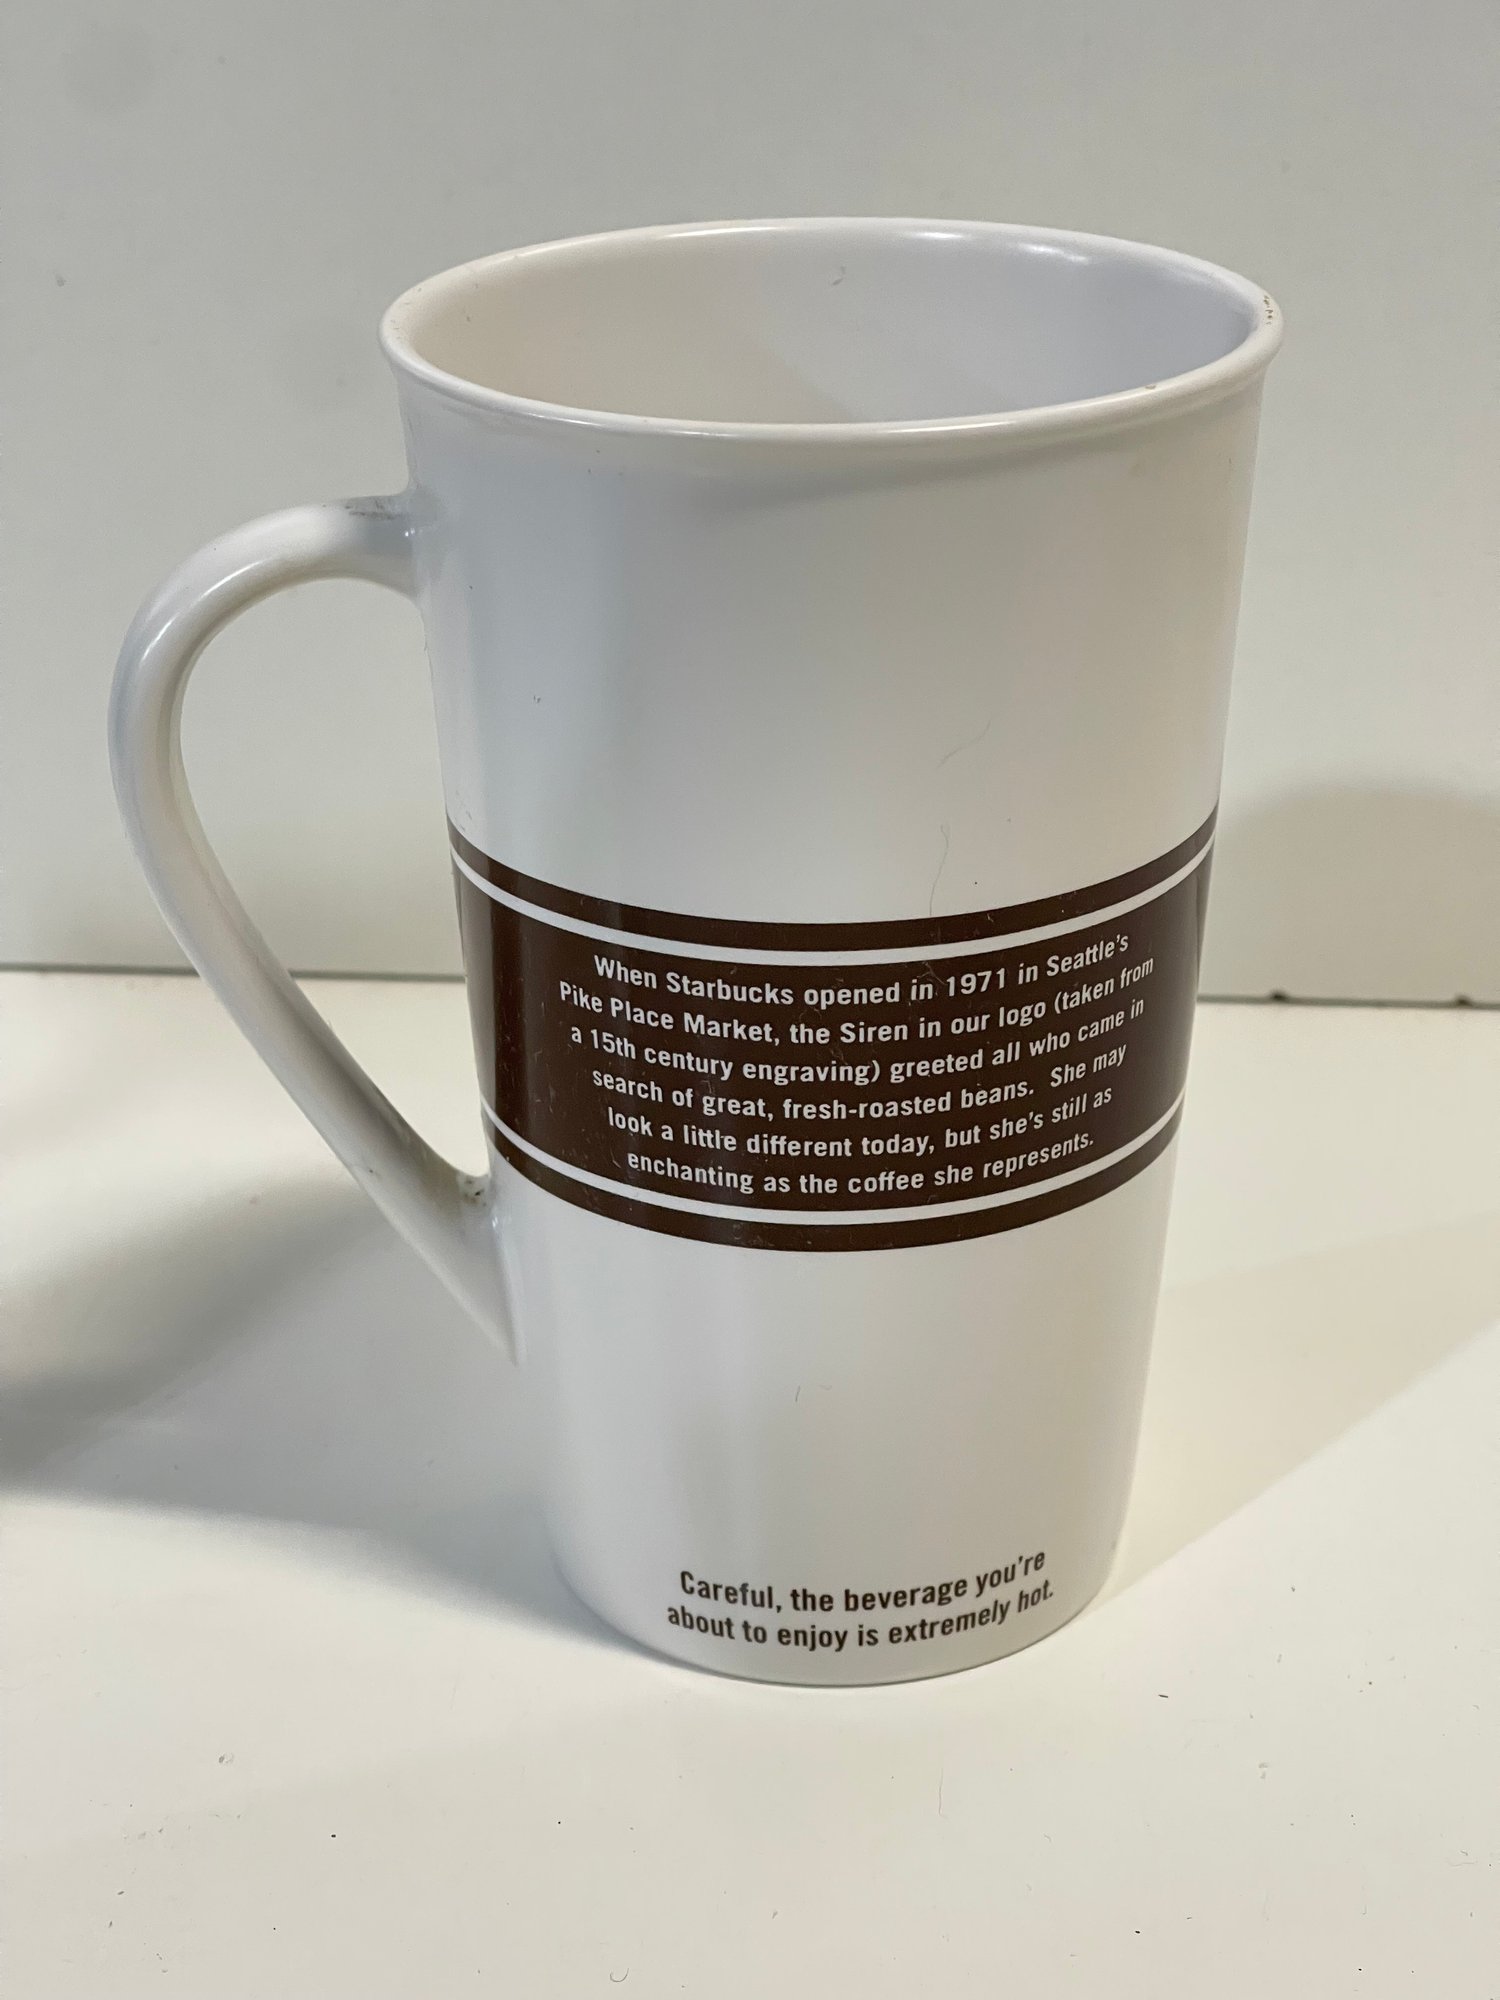 When Starbucks opened in 1971 in Seattle's
Pike Place Market, the Siren in our logo (taken from
a 15th century engraving) greeted all who came in
search of great, fresh-roasted beans. She may
look a little different today, but she's still as
enchanting as the coffee she represents.
Careful, the beverage you're
about to enjoy is extremely hot.